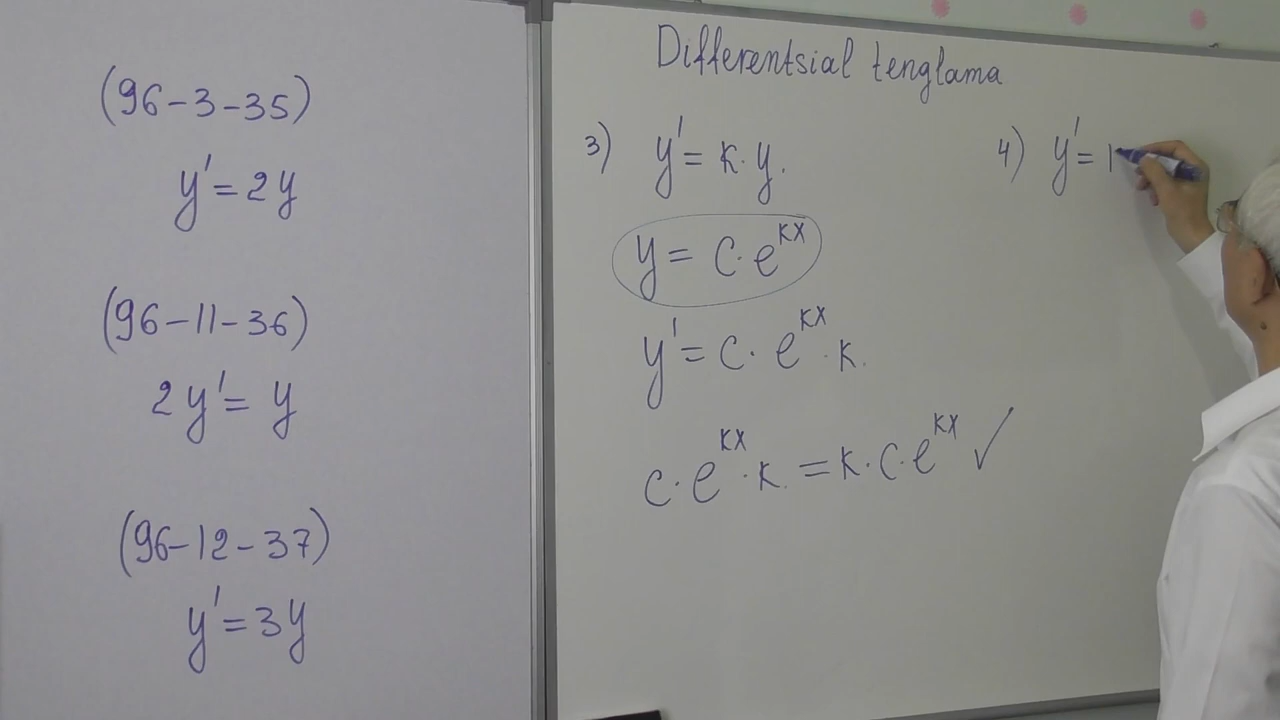 (96-3-35)
y' = 2y
(96-11-36)
2y' = y
(96-12-37)
y' = 3y
Differentsial tenglama
3) y' = k·y.
y = c·e^{kx}
y' = c·e^{kx}·k.
c·e^{kx}·k. = k·c·e^{kx} ✓
4) y' =